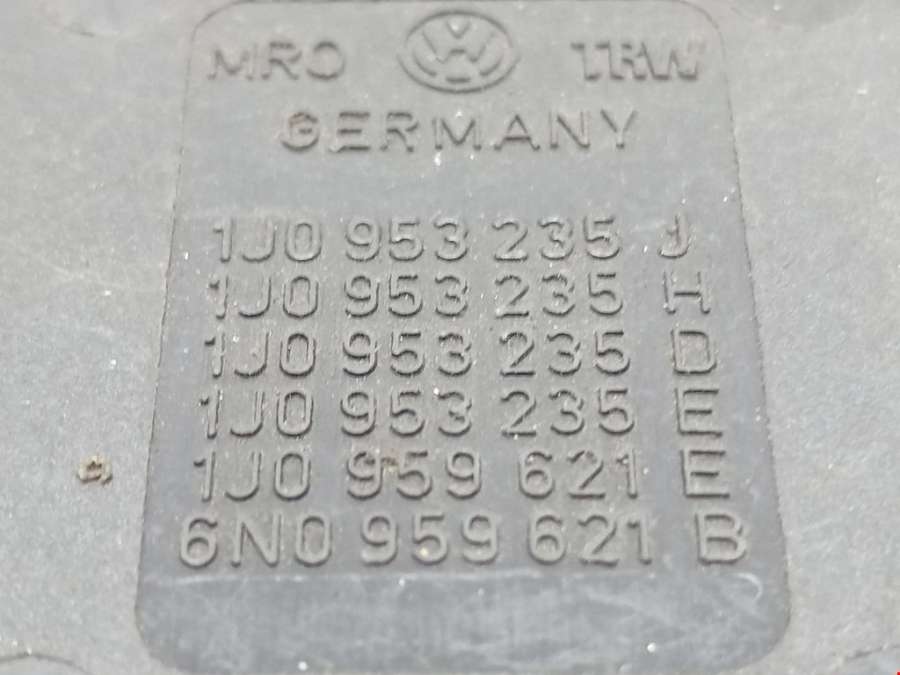 MRO VW TRW
GERMANY
1J0 953 235 J
1J0 953 235 H
1J0 953 235 D
1J0 953 235 E
1J0 959 621 E
6N0 959 621 B